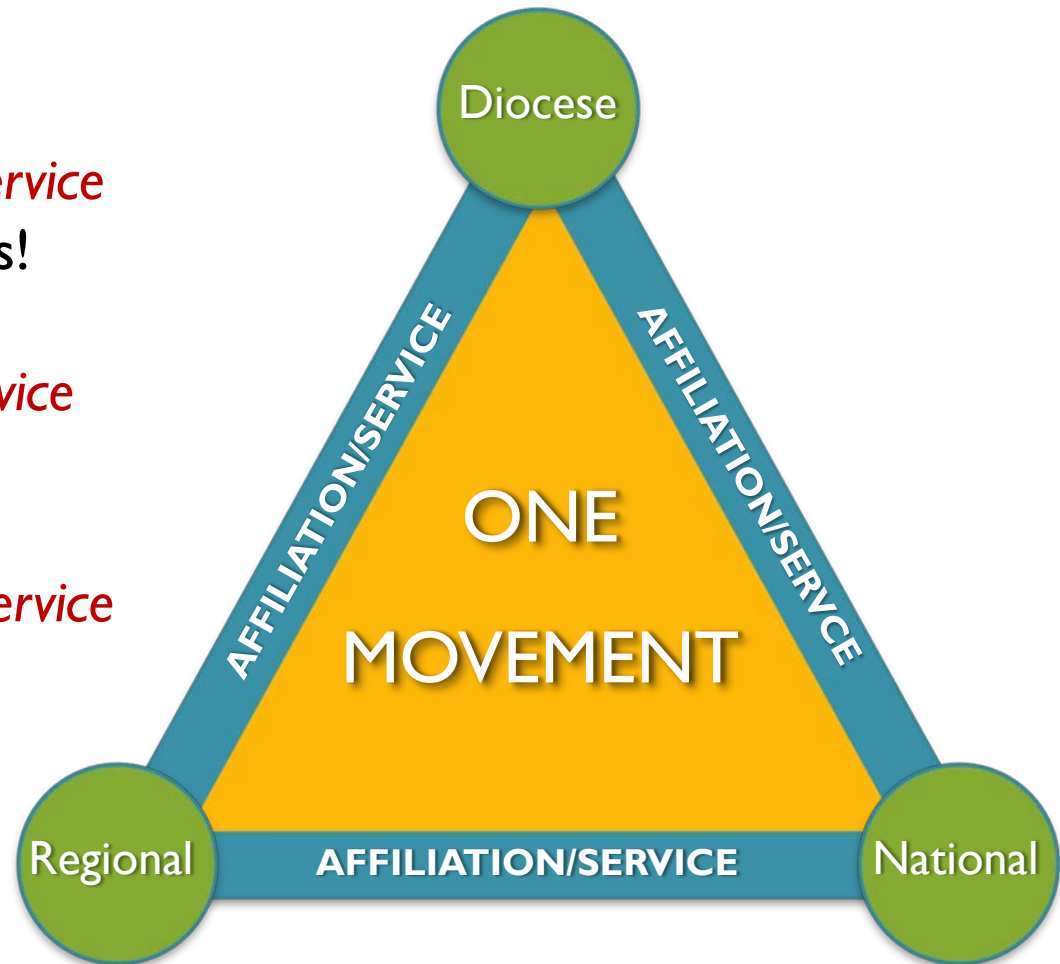 Diocese
ervice
s!
vice
ervice
AFFILIATION/SERVICE
AFFILIATION/SERVCE
ONE
MOVEMENT
Regional
AFFILIATION/SERVICE
National